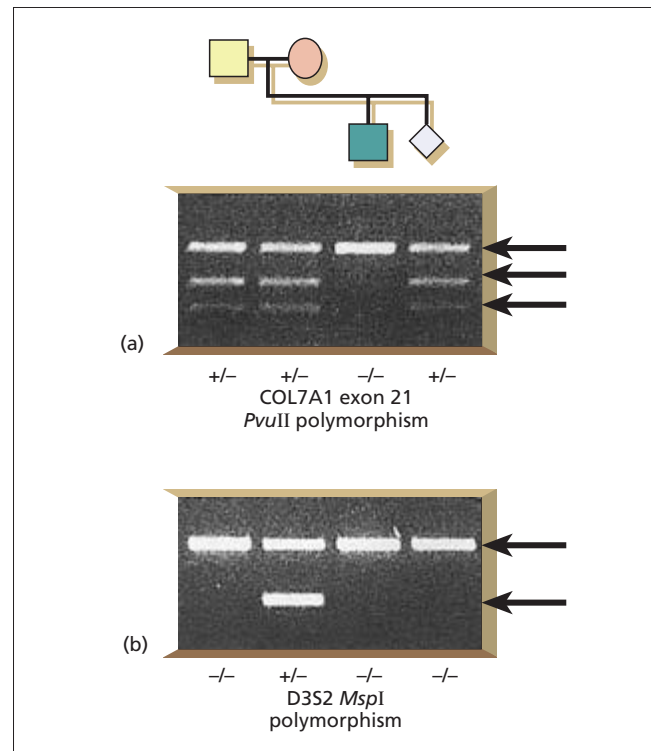 (a)
+/– +/– –/– +/–
COL7A1 exon 21
PvuII polymorphism
(b)
–/– +/– –/– –/–
D3S2 MspI
polymorphism